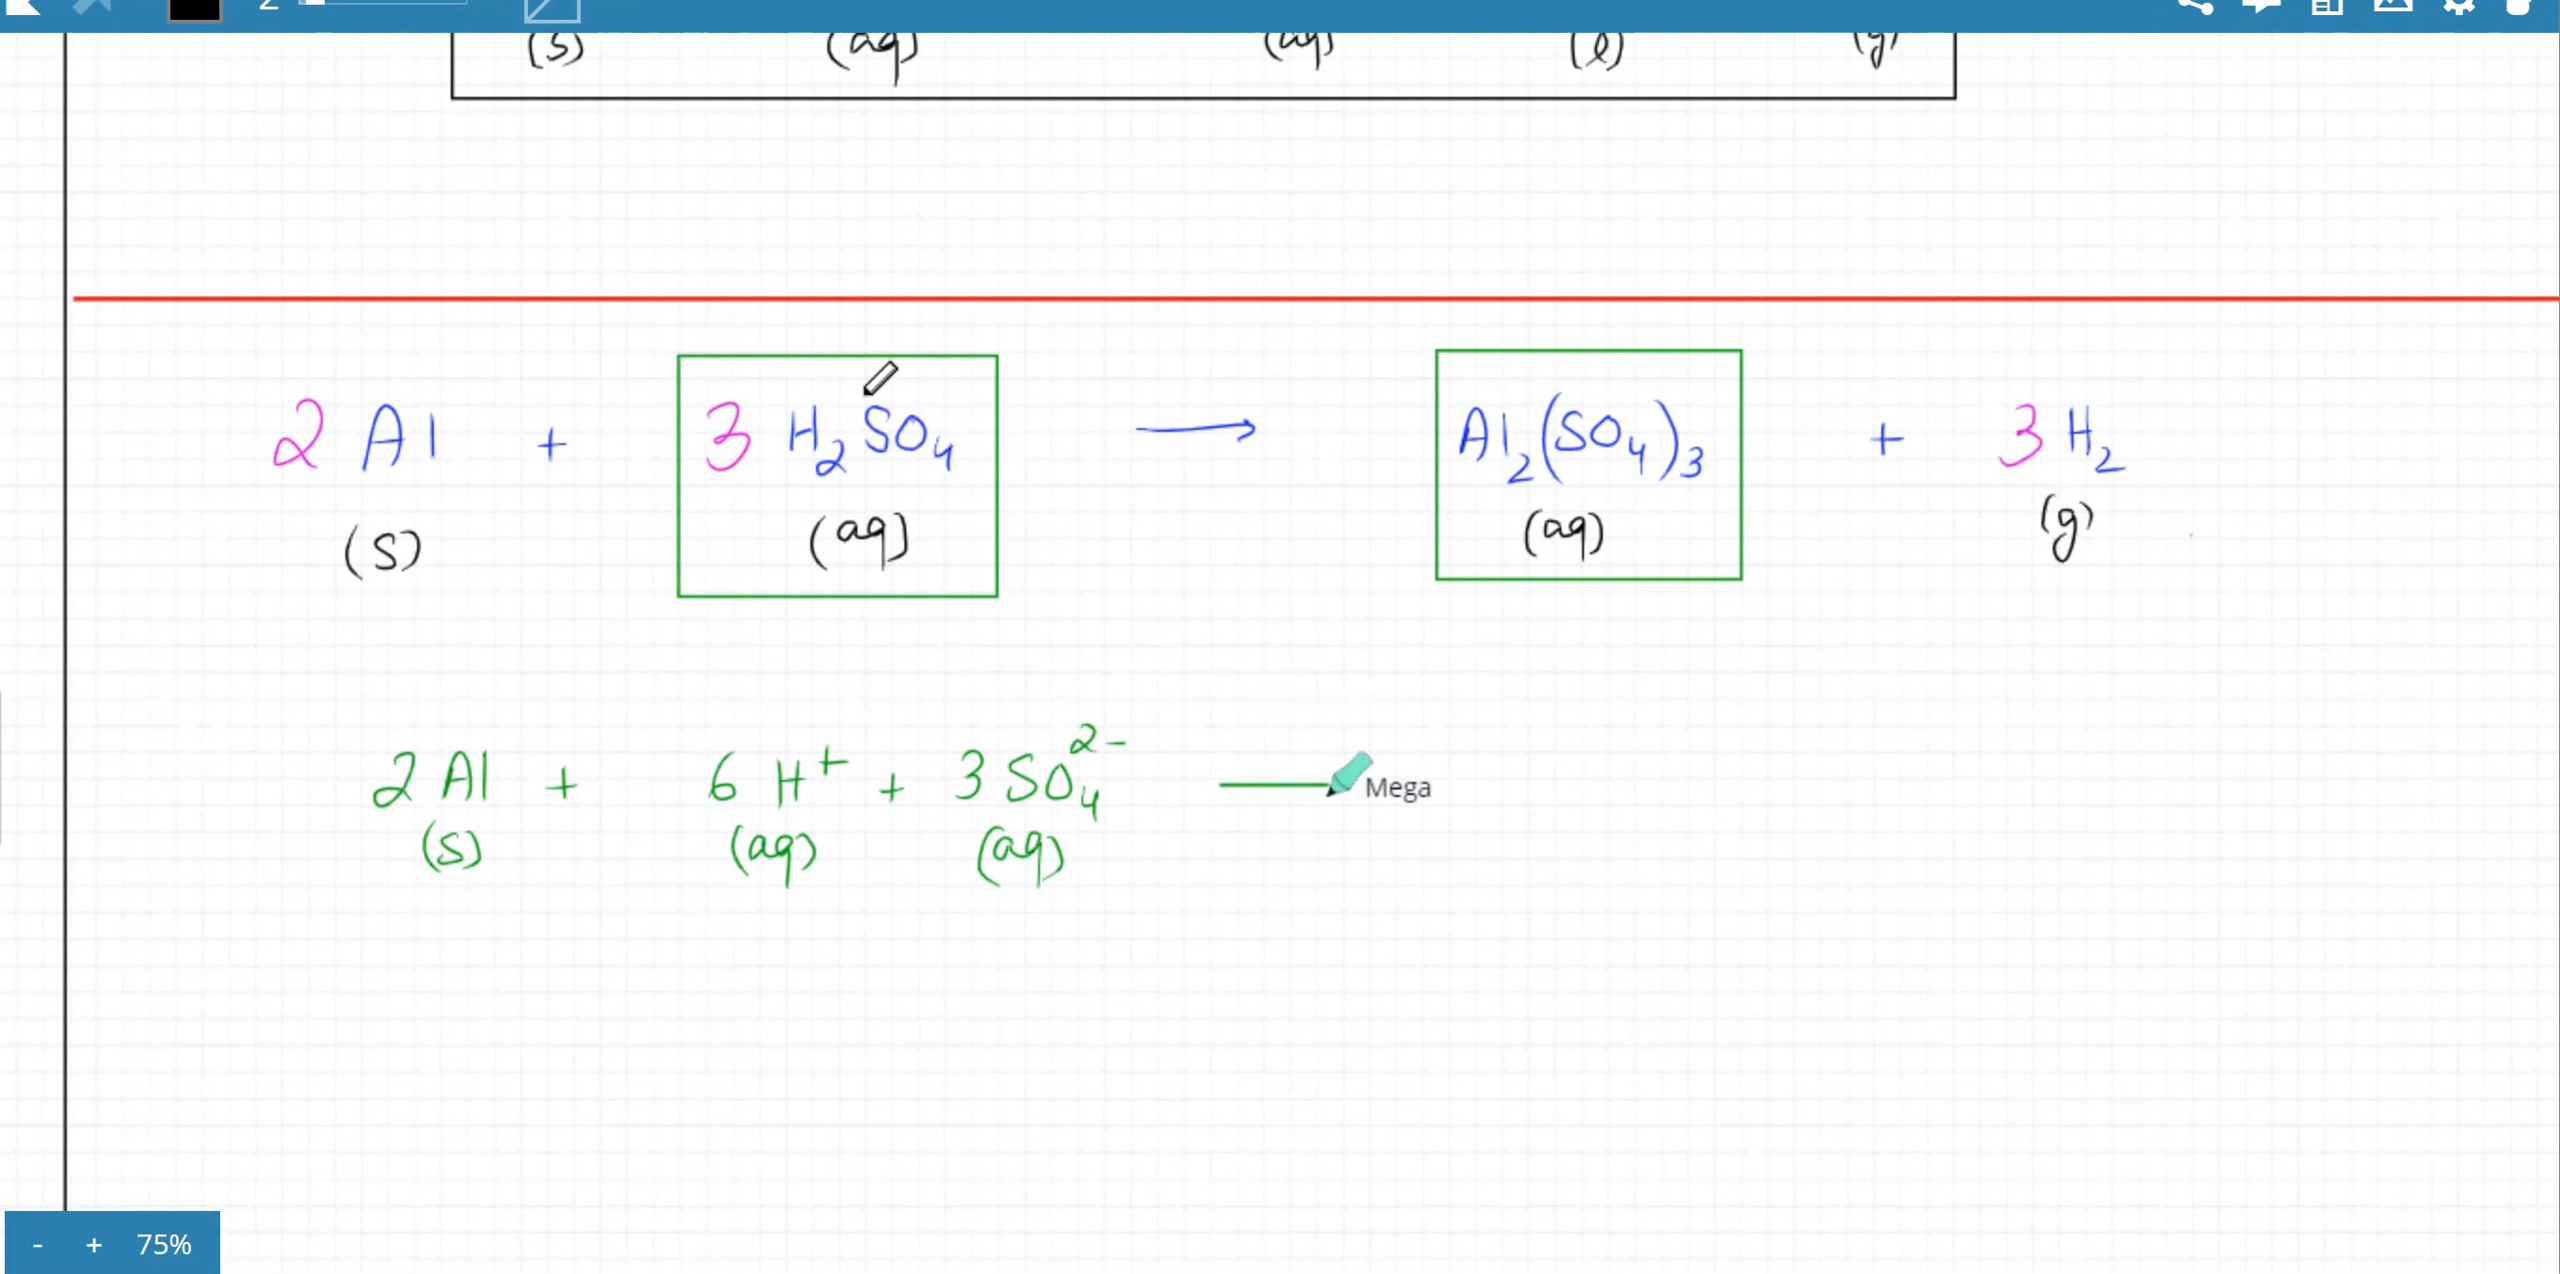 2
(s) (aq) (aq) (l) (g)
2 Al + 3 H₂SO₄ ⟶ Al₂(SO₄)₃ + 3 H₂
(s) (aq) (aq) (g)
2 Al + 6 H⁺ + 3 SO₄²⁻ — Mega
(s) (aq) (aq)
- + 75%